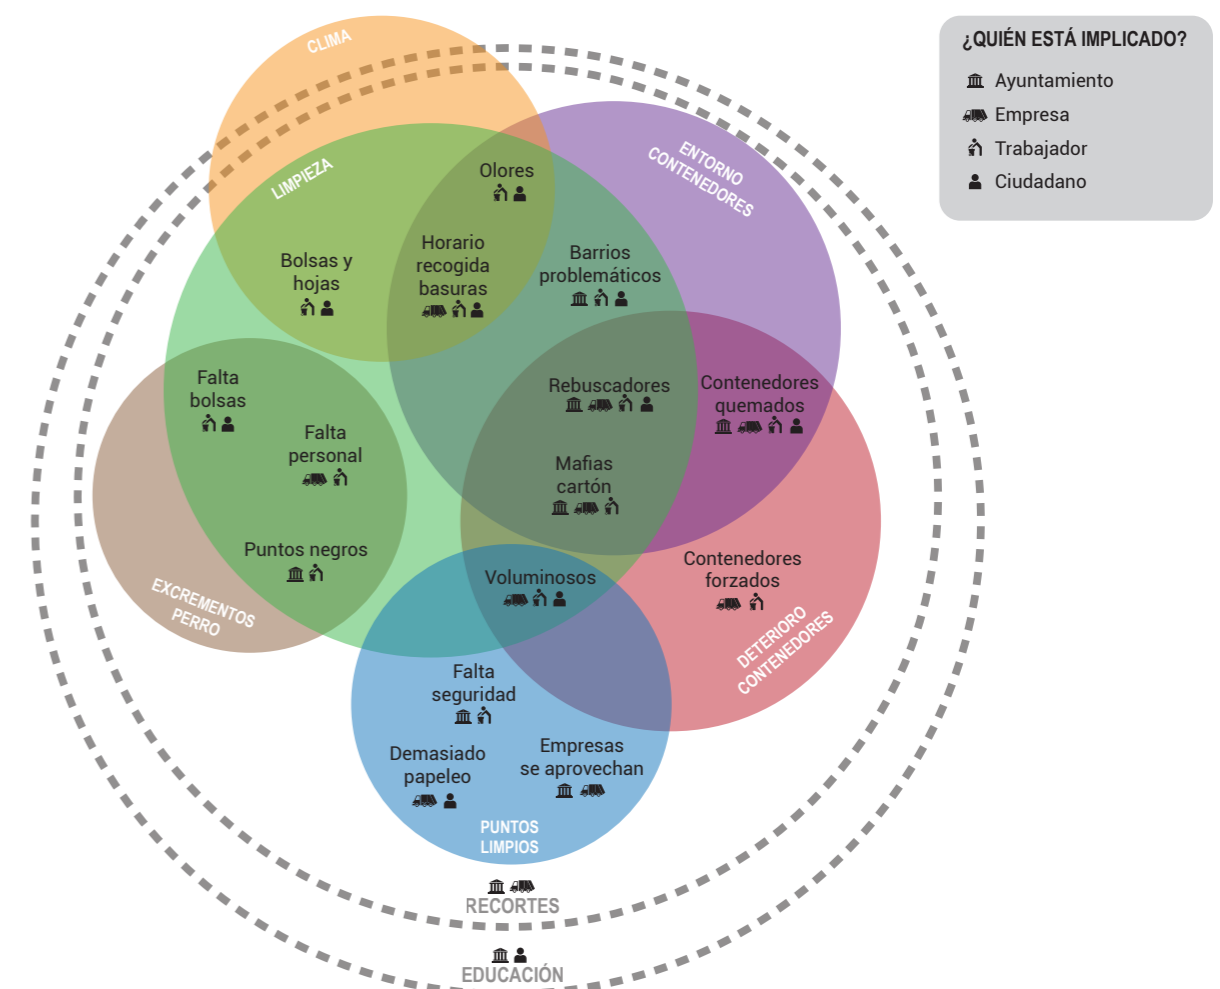 CLIMA
¿QUIÉN ESTÁ IMPLICADO?
Ayuntamiento
Empresa
Trabajador
Ciudadano
ENTORNO
CONTENEDORES
LIMPIEZA
Olores
Horario
recogida
basuras
Barrios
problemáticos
Bolsas y
hojas
Falta
bolsas
Rebuscadores
Contenedores
quemados
Falta
personal
Mafias
cartón
Puntos negros
Contenedores
forzados
Voluminosos
EXCREMENTOS
PERRO
DETERIORO
CONTENEDORES
Falta
seguridad
Demasiado
papeleo
Empresas
se aprovechan
PUNTOS
LIMPIOS
RECORTES
EDUCACIÓN